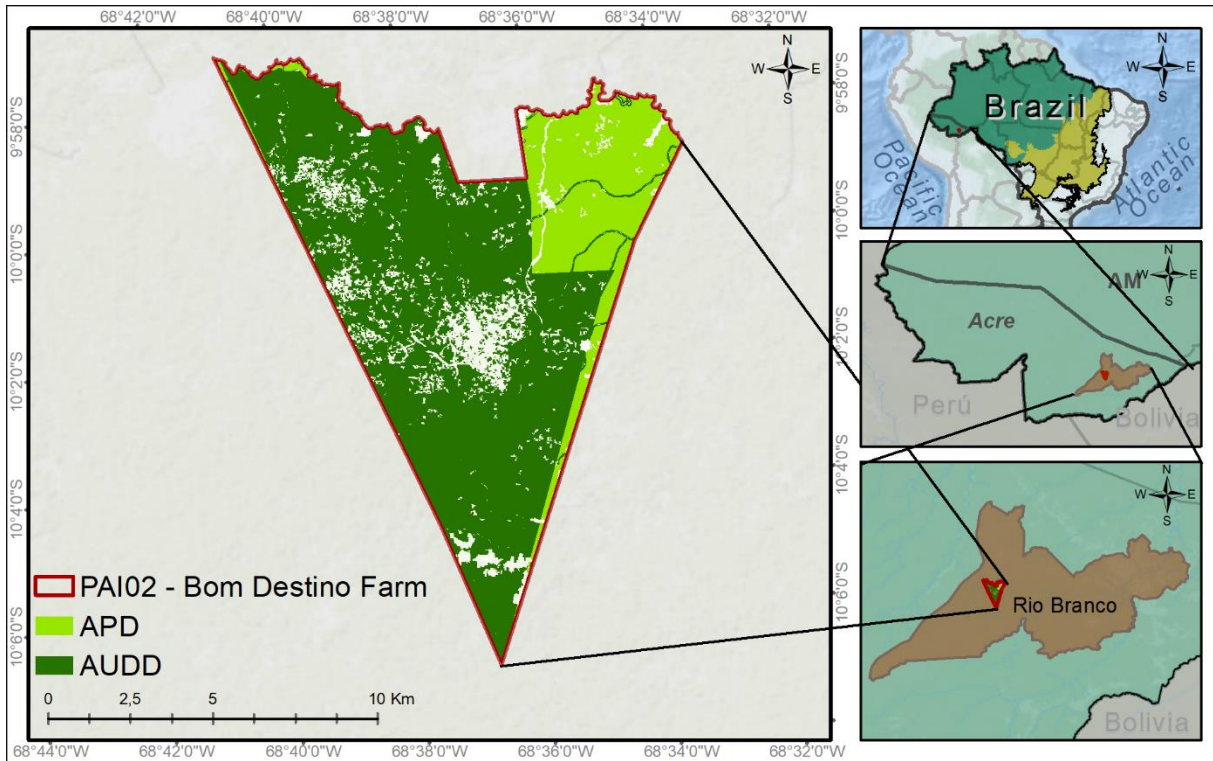 68°42'0"W 68°40'0"W 68°38'0"W 68°36'0"W 68°34'0"W 68°32'0"W
N
W E
S
9°58'0"S
10°0'0"S
10°2'0"S
10°4'0"S
10°6'0"S
9°58'0"S
10°0'0"S
10°2'0"S
10°4'0"S
10°6'0"S
PAI02 - Bom Destino Farm
APD
AUDD
0 2,5 5 10 Km
68°44'0"W 68°42'0"W 68°40'0"W 68°38'0"W 68°36'0"W 68°34'0"W 68°32'0"W
N
W E
S
Brazil
Pacific
Ocean
Atlantic
Ocean
N
W E
S
AM
Acre
Perú
Bolivia
N
W E
S
Rio Branco
Bolivia